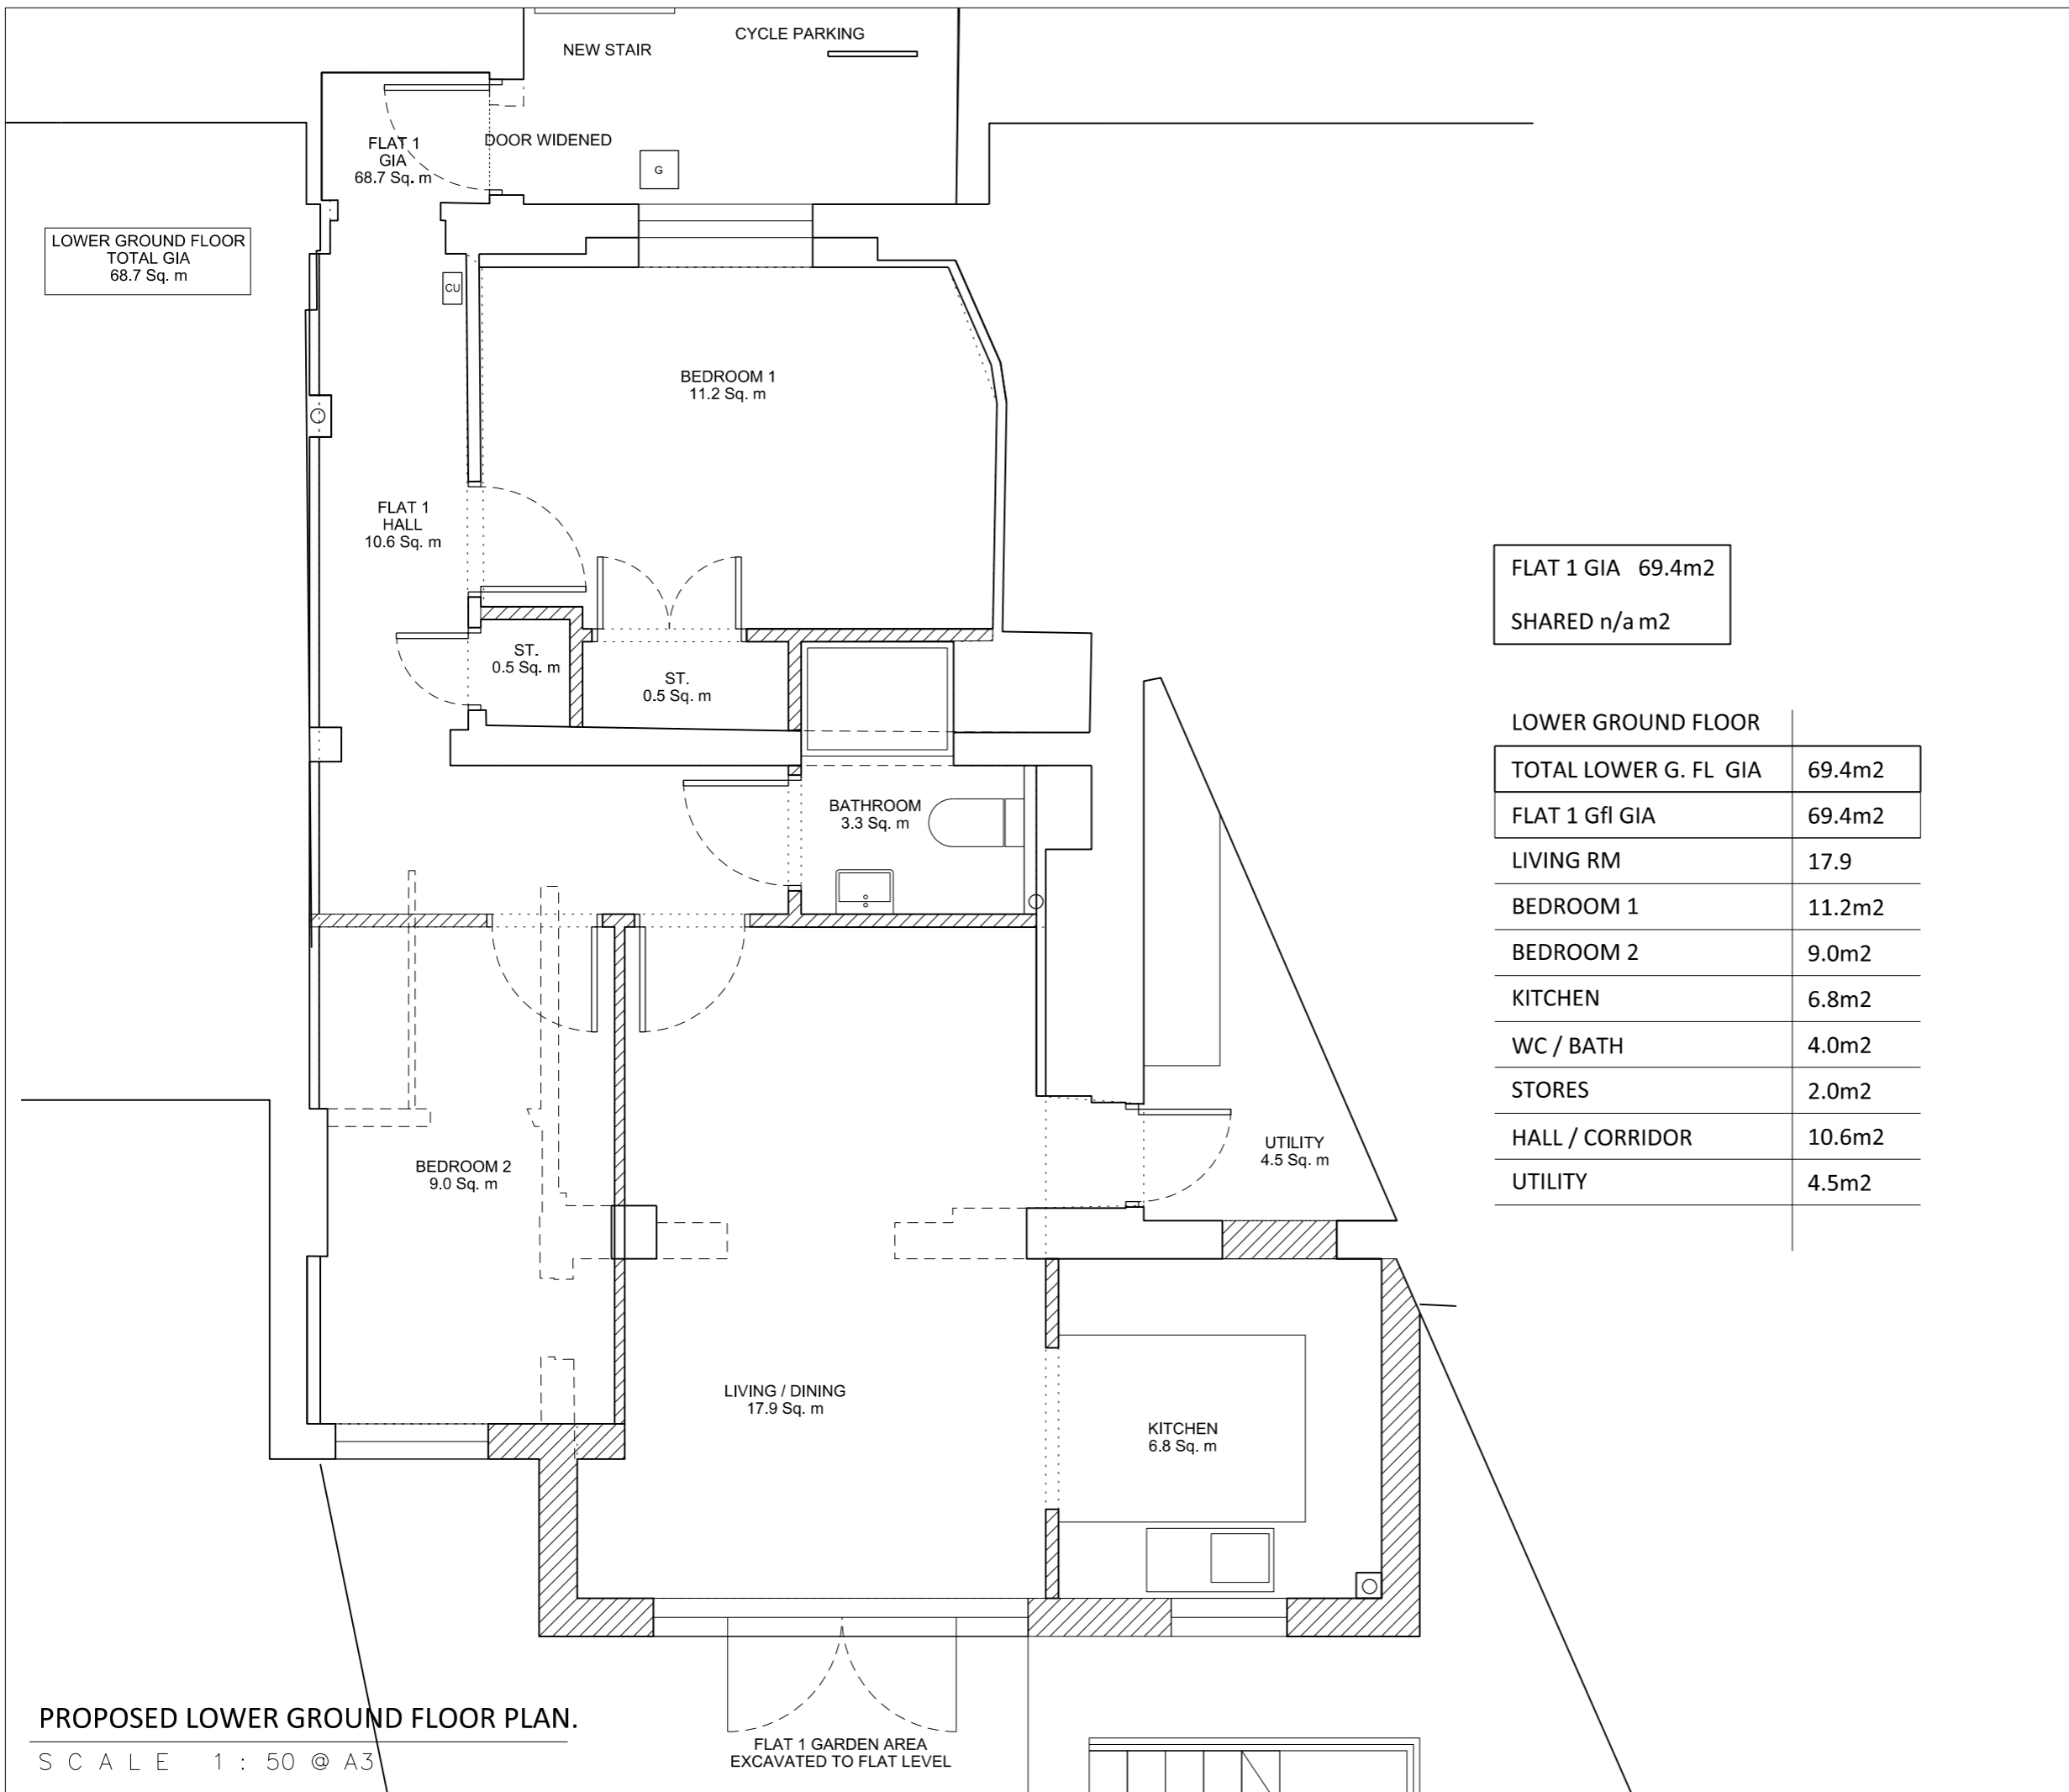 NEW STAIR
CYCLE PARKING
DOOR WIDENED
FLAT 1
GIA
68.7 Sq. m
G
LOWER GROUND FLOOR
TOTAL GIA
68.7 Sq. m
CU
BEDROOM 1
11.2 Sq. m
FLAT 1
HALL
10.6 Sq. m
ST.
0.5 Sq. m
ST.
0.5 Sq. m
BATHROOM
3.3 Sq. m
BEDROOM 2
9.0 Sq. m
UTILITY
4.5 Sq. m
LIVING / DINING
17.9 Sq. m
KITCHEN
6.8 Sq. m
FLAT 1 GARDEN AREA
EXCAVATED TO FLAT LEVEL
FLAT 1 GIA 69.4m2
SHARED n/a m2
LOWER GROUND FLOOR
TOTAL LOWER G. FL GIA 69.4m2
FLAT 1 Gfl GIA 69.4m2
LIVING RM 17.9
BEDROOM 1 11.2m2
BEDROOM 2 9.0m2
KITCHEN 6.8m2
WC / BATH 4.0m2
STORES 2.0m2
HALL / CORRIDOR 10.6m2
UTILITY 4.5m2
PROPOSED LOWER GROUND FLOOR PLAN.
SCALE 1 : 50 @ A3